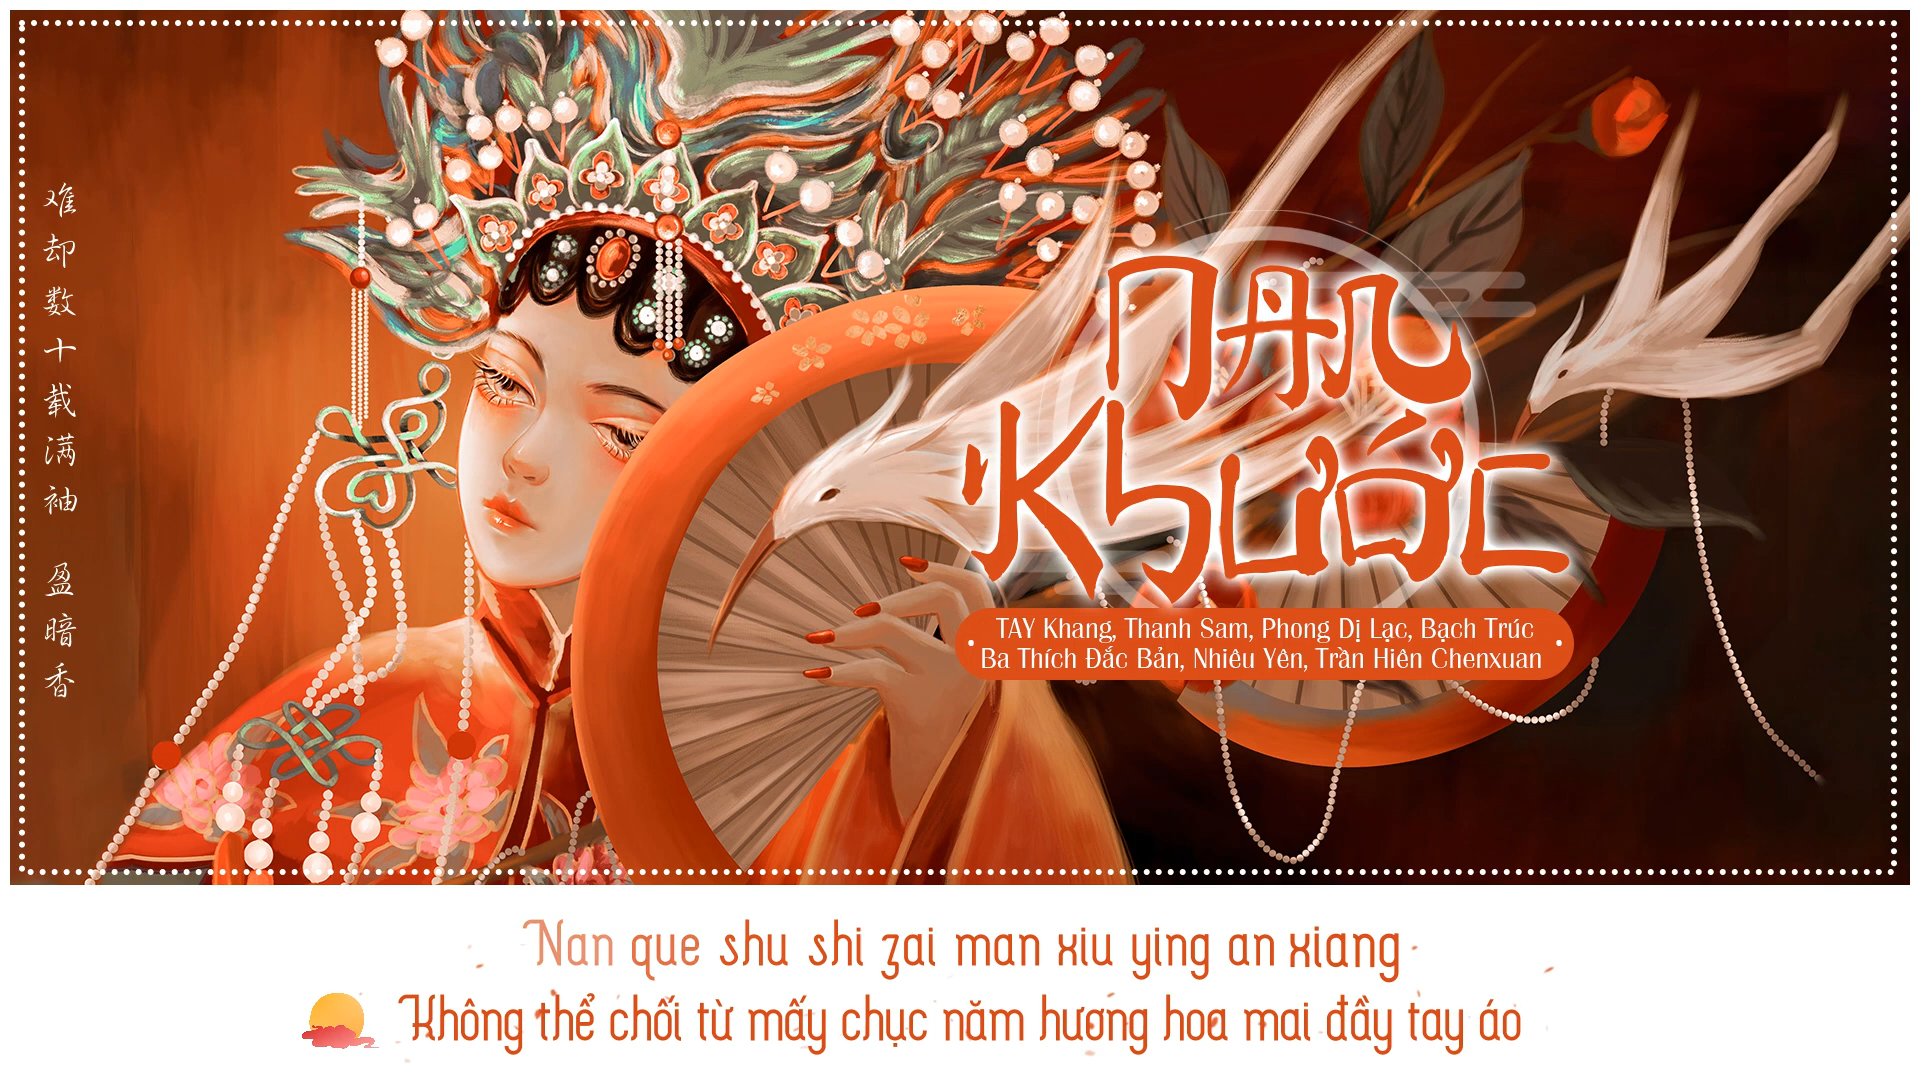 难却数十载满袖 盈暗香
Nan
Khước
TAY Khang, Thanh Sam, Phong Dị Lạc, Bạch Trúc
Ba Thích Đắc Bản, Nhiêu Yên, Trần Hiên Chenxuan
Nan que shu shi zai man xiu ying an xiang
Không thể chối từ mấy chục năm hương hoa mai đầy tay áo